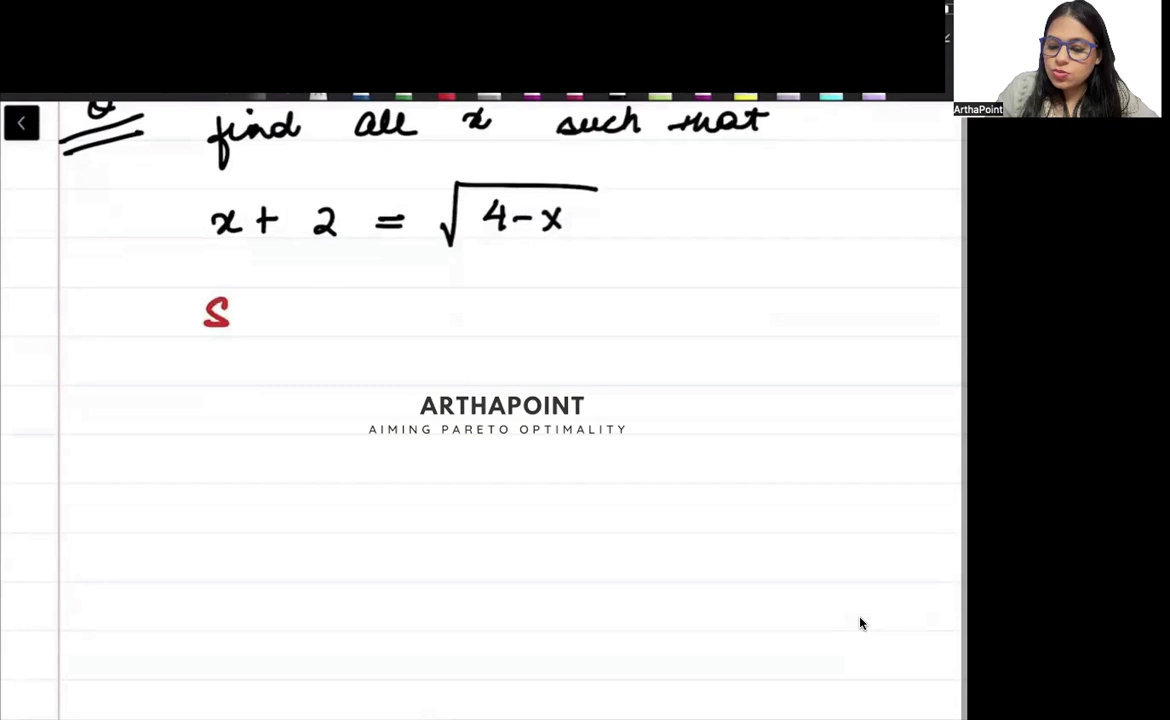 ArthaPoint
Q
find all x such that
x + 2 = √4-x
S
ARTHAPOINT
AIMING PARETO OPTIMALITY